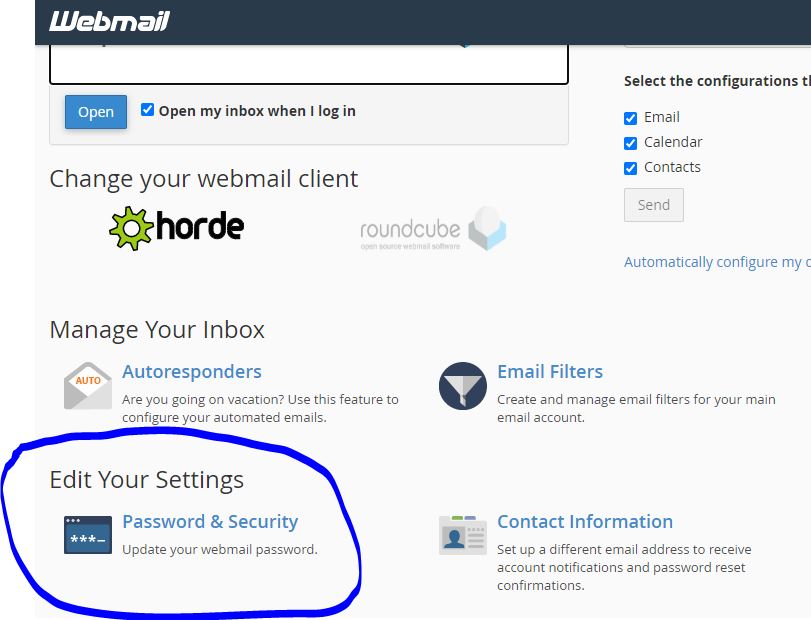 Webmail
Open
Open my inbox when I log in
Select the configurations
Email
Calendar
Contacts
Send
Automatically configure my
Change your webmail client
horde
roundcube
open source webmail software
Manage Your Inbox
AUTO
Autoresponders
Are you going on vacation? Use this feature to
configure your automated emails.
Email Filters
Create and manage email filters for your main
email account.
Edit Your Settings
***_
Password & Security
Update your webmail password.
Contact Information
Set up a different email address to receive
account notifications and password reset
confirmations.